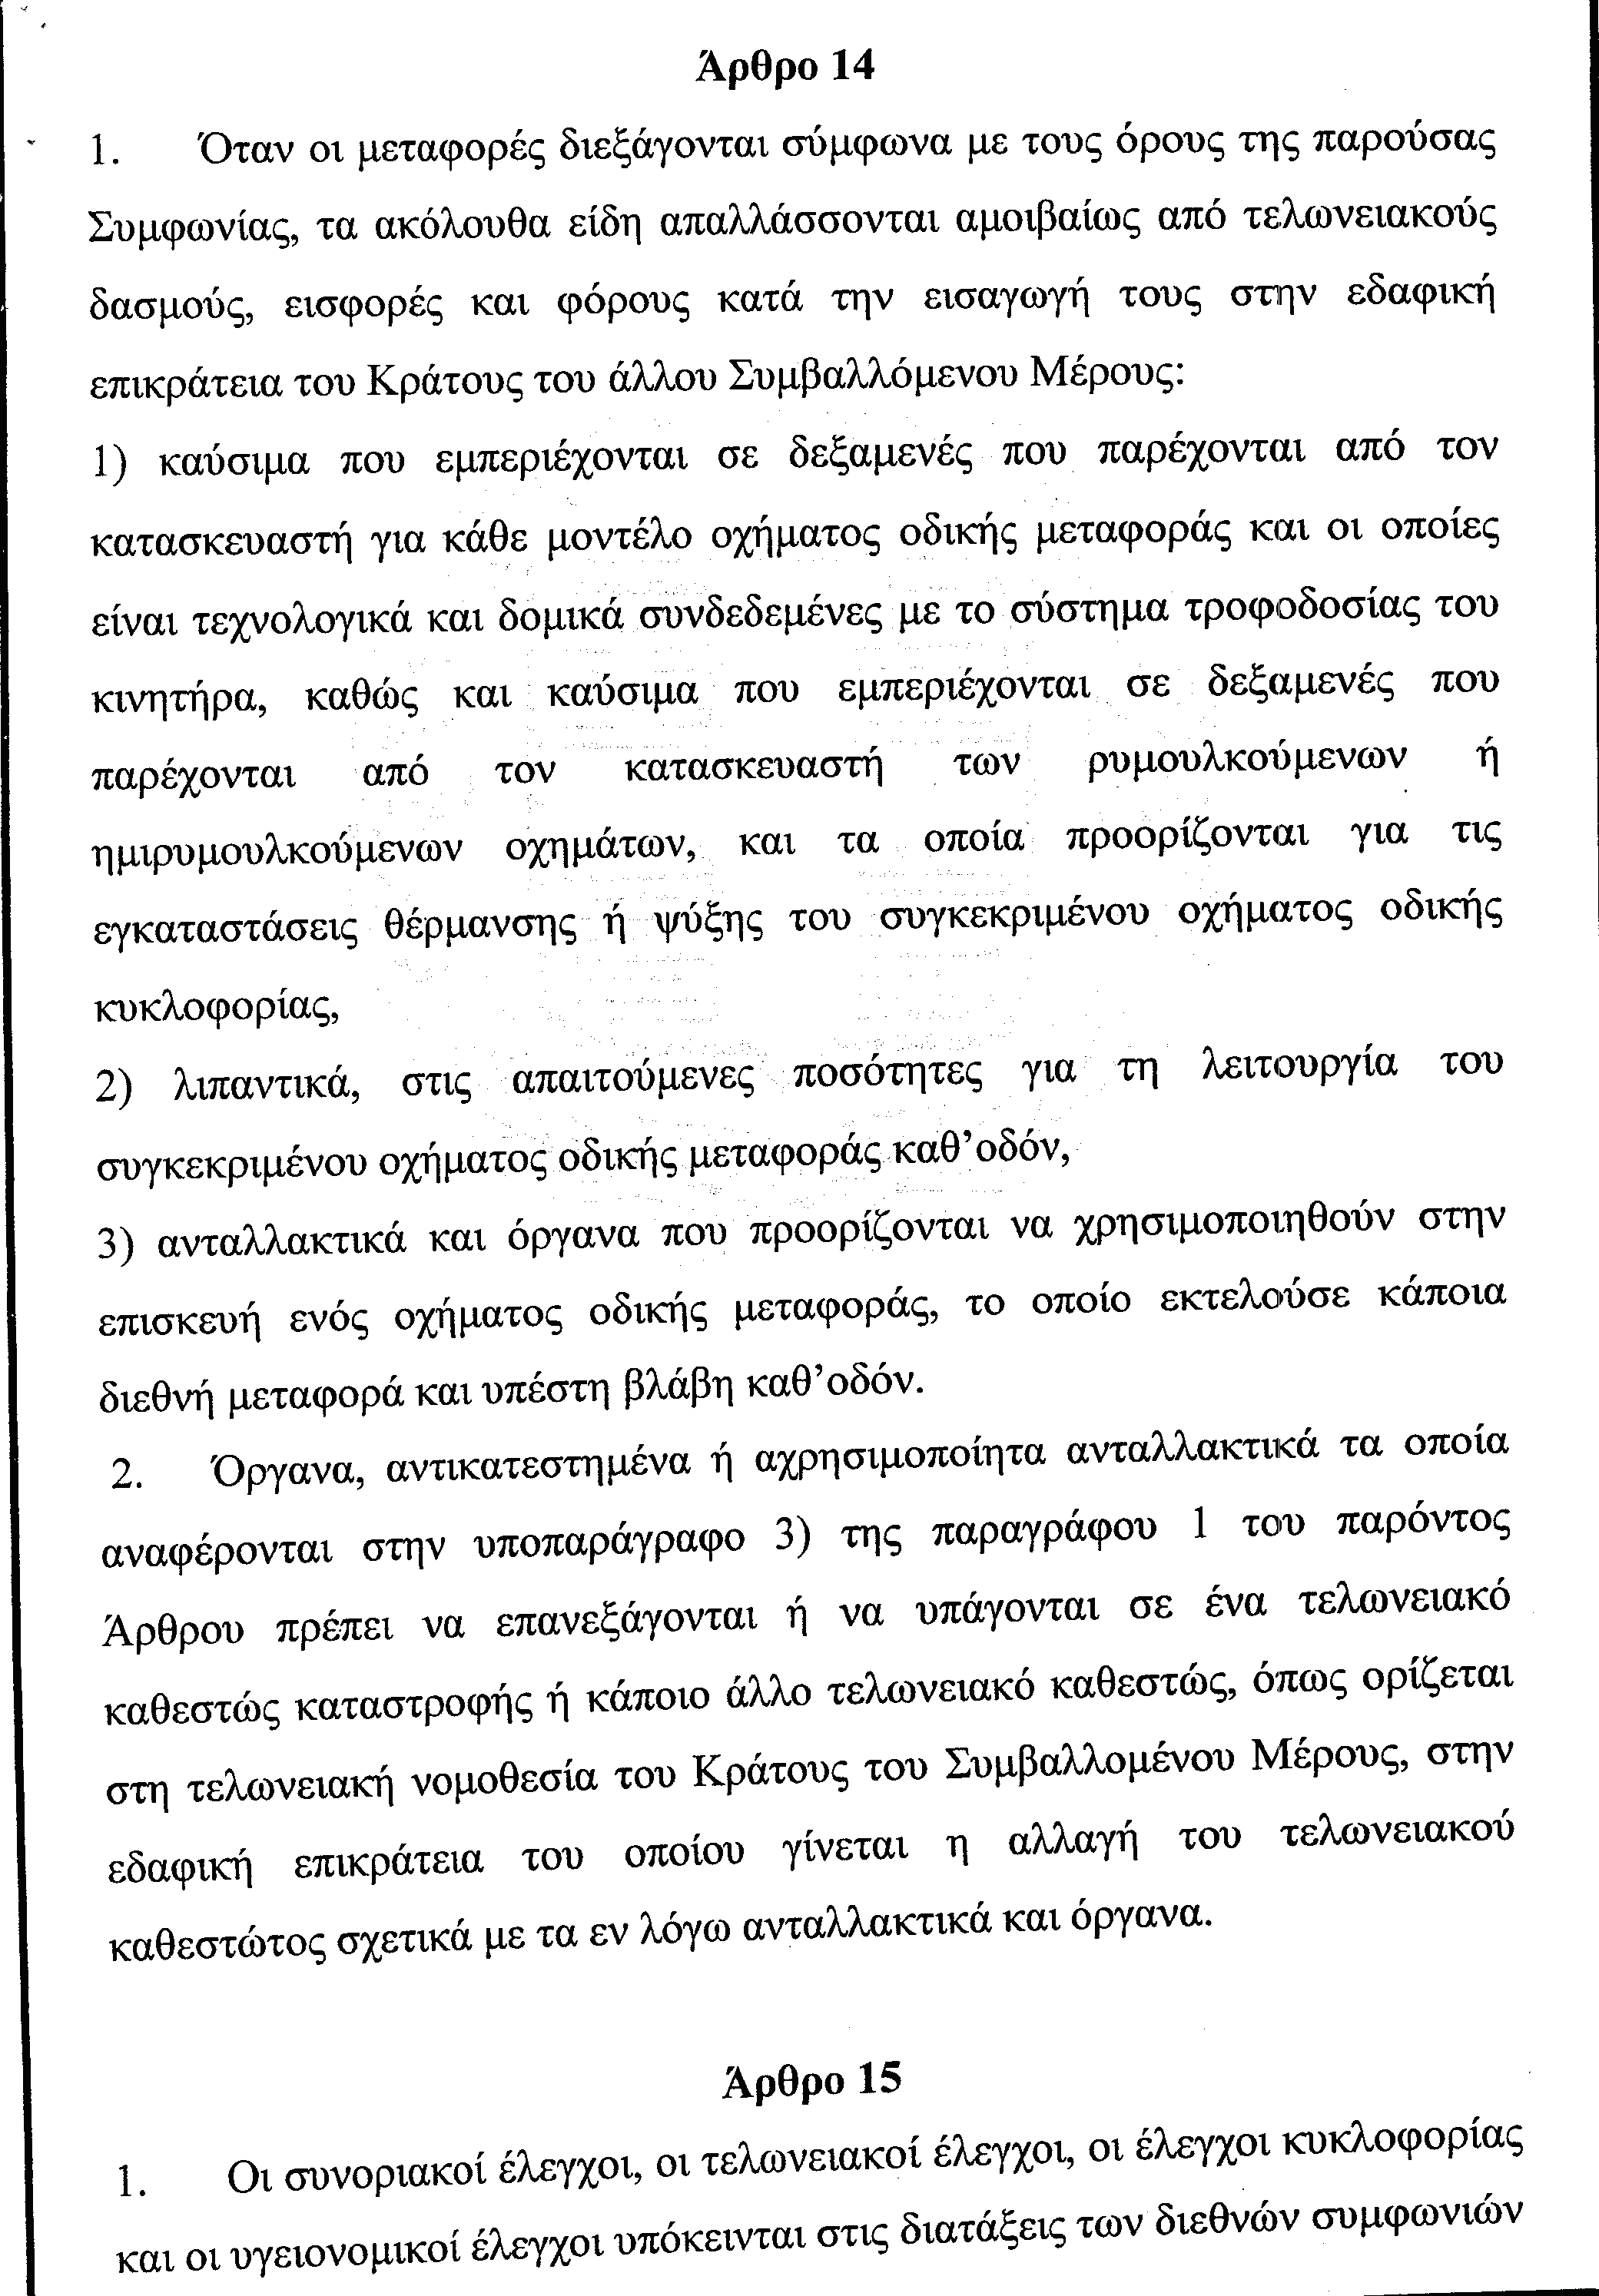 Άρθρο 14
1. Όταν οι μεταφορές διεξάγονται σύμφωνα με τους όρους της παρούσας
Συμφωνίας, τα ακόλουθα είδη απαλλάσσονται αμοιβαίως από τελωνειακούς
δασμούς, εισφορές και φόρους κατά την εισαγωγή τους στην εδαφική
επικράτεια του Κράτους του άλλου Συμβαλλόμενου Μέρους:
1) καύσιμα που εμπεριέχονται σε δεξαμενές που παρέχονται από τον
κατασκευαστή για κάθε μοντέλο οχήματος οδικής μεταφοράς και οι οποίες
είναι τεχνολογικά και δομικά συνδεδεμένες με το σύστημα τροφοδοσίας του
κινητήρα, καθώς και καύσιμα που εμπεριέχονται σε δεξαμενές που
παρέχονται από τον κατασκευαστή των ρυμουλκούμενων ή
ημιρυμουλκούμενων οχημάτων, και τα οποία προορίζονται για τις
εγκαταστάσεις θέρμανσης ή ψύξης του συγκεκριμένου οχήματος οδικής
κυκλοφορίας,
2) λιπαντικά, στις απαιτούμενες ποσότητες για τη λειτουργία του
συγκεκριμένου οχήματος οδικής μεταφοράς καθ’οδόν,
3) ανταλλακτικά και όργανα που προορίζονται να χρησιμοποιηθούν στην
επισκευή ενός οχήματος οδικής μεταφοράς, το οποίο εκτελούσε κάποια
διεθνή μεταφορά και υπέστη βλάβη καθ’οδόν.
2. Όργανα, αντικατεστημένα ή αχρησιμοποίητα ανταλλακτικά τα οποία
αναφέρονται στην υποπαράγραφο 3) της παραγράφου 1 του παρόντος
Άρθρου πρέπει να επανεξάγονται ή να υπάγονται σε ένα τελωνειακό
καθεστώς καταστροφής ή κάποιο άλλο τελωνειακό καθεστώς, όπως ορίζεται
στη τελωνειακή νομοθεσία του Κράτους του Συμβαλλομένου Μέρους, στην
εδαφική επικράτεια του οποίου γίνεται η αλλαγή του τελωνειακού
καθεστώτος σχετικά με τα εν λόγω ανταλλακτικά και όργανα.
Άρθρο 15
1. Οι συνοριακοί έλεγχοι, οι τελωνειακοί έλεγχοι, οι έλεγχοι κυκλοφορίας
και οι υγειονομικοί έλεγχοι υπόκεινται στις διατάξεις των διεθνών συμφωνιών